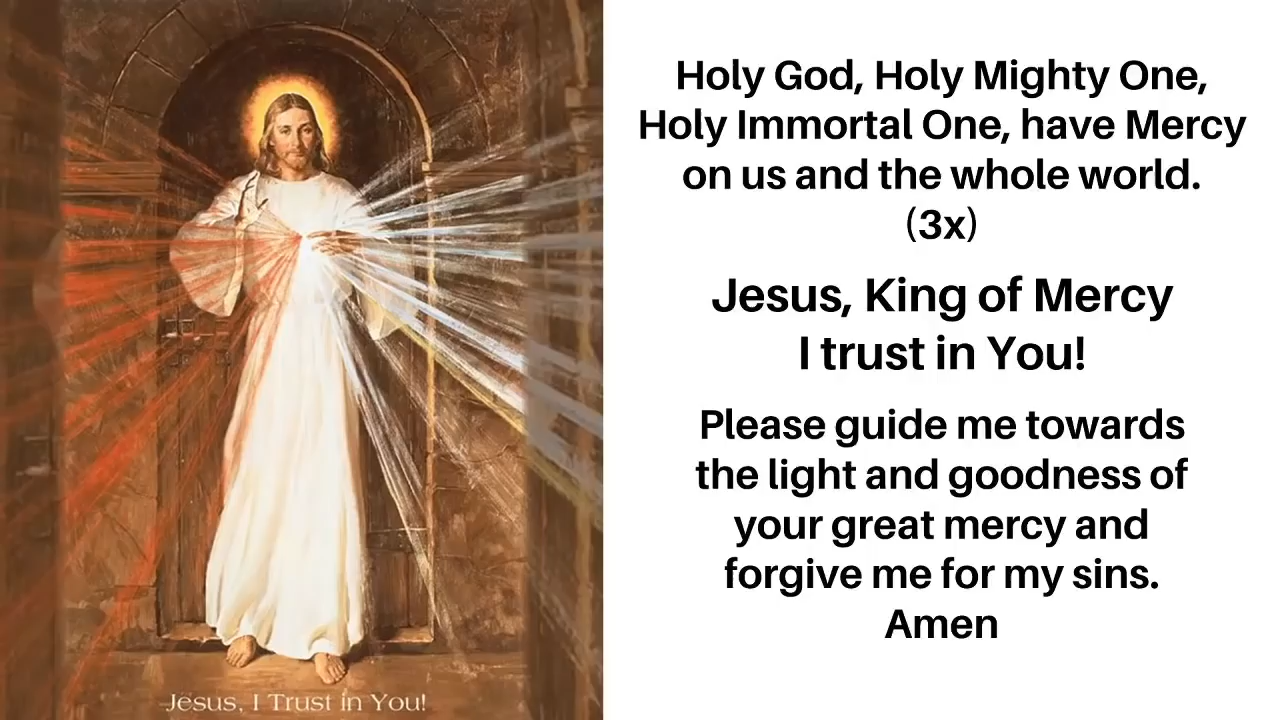 Holy God, Holy Mighty One,
Holy Immortal One, have Mercy
on us and the whole world.
(3x)
Jesus, King of Mercy
I trust in You!
Please guide me towards
the light and goodness of
your great mercy and
forgive me for my sins.
Amen
Jesus, I Trust in You!